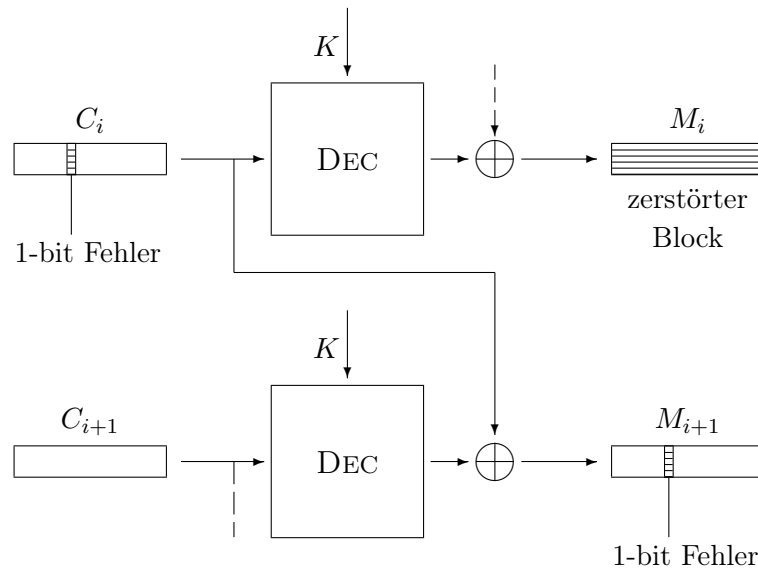 K
C_i
DEC
M_i
zerstörter
Block
1-bit Fehler
K
C_{i+1}
DEC
M_{i+1}
1-bit Fehler